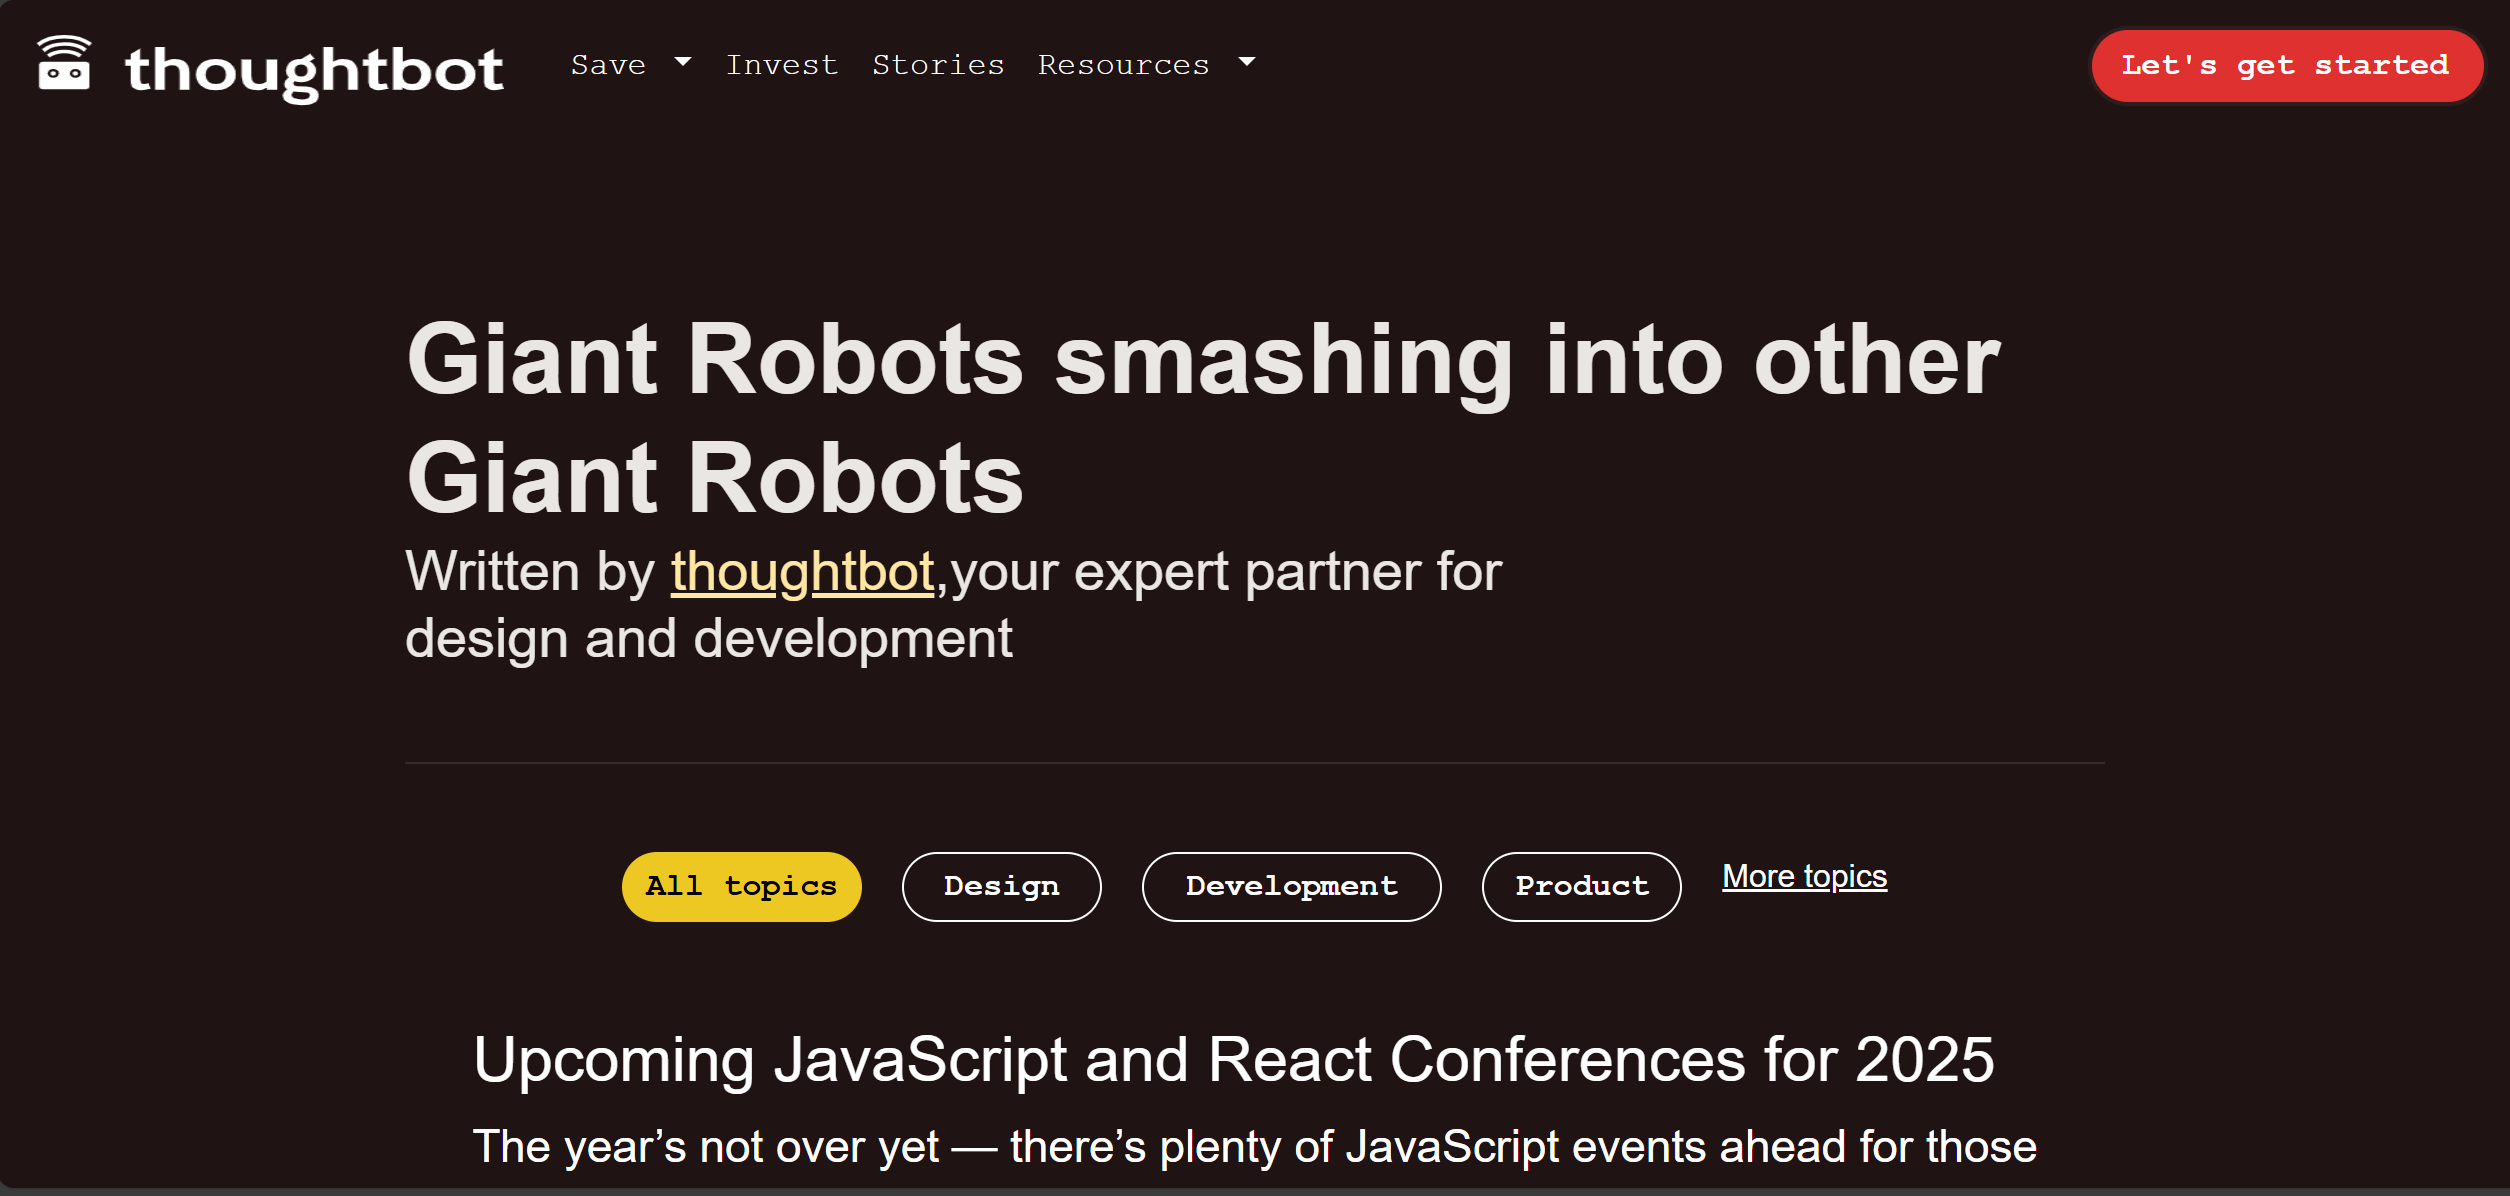 thoughtbot Save Invest Stories Resources Let's get started
Giant Robots smashing into other
Giant Robots
Written by thoughtbot,your expert partner for
design and development
All topics Design Development Product More topics
Upcoming JavaScript and React Conferences for 2025
The year’s not over yet — there’s plenty of JavaScript events ahead for those